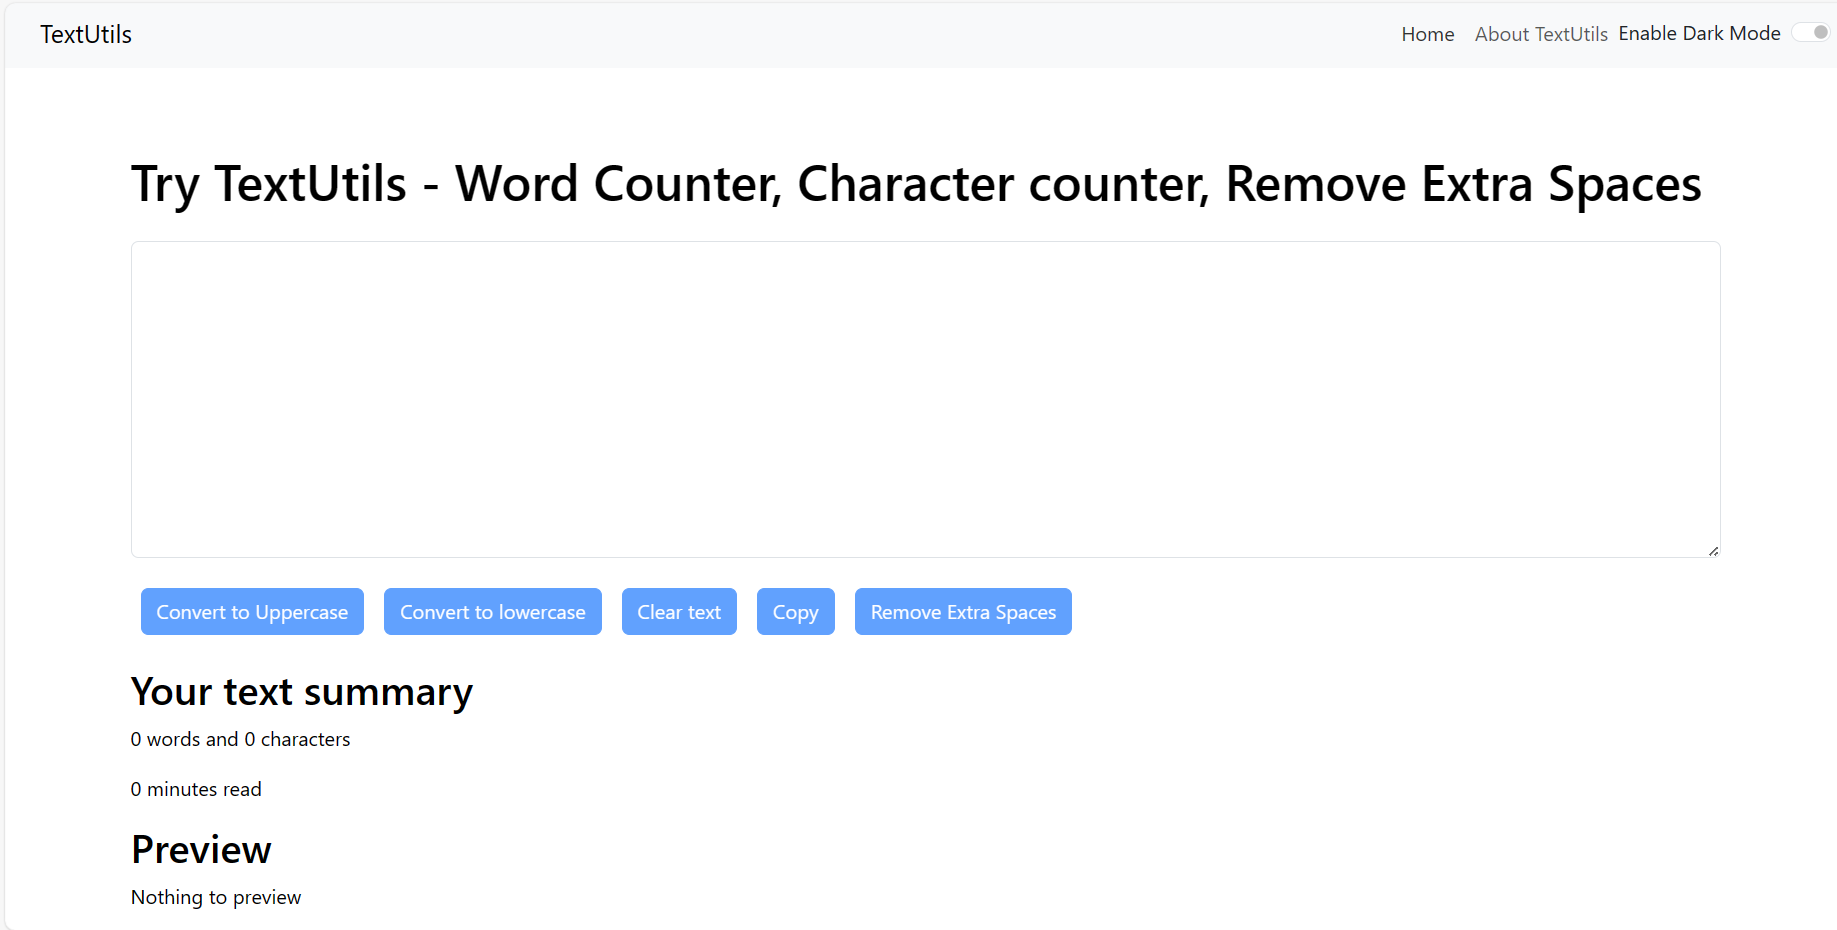 TextUtils
Home About TextUtils Enable Dark Mode
Try TextUtils - Word Counter, Character counter, Remove Extra Spaces
Convert to Uppercase Convert to lowercase Clear text Copy Remove Extra Spaces
Your text summary
0 words and 0 characters
0 minutes read
Preview
Nothing to preview